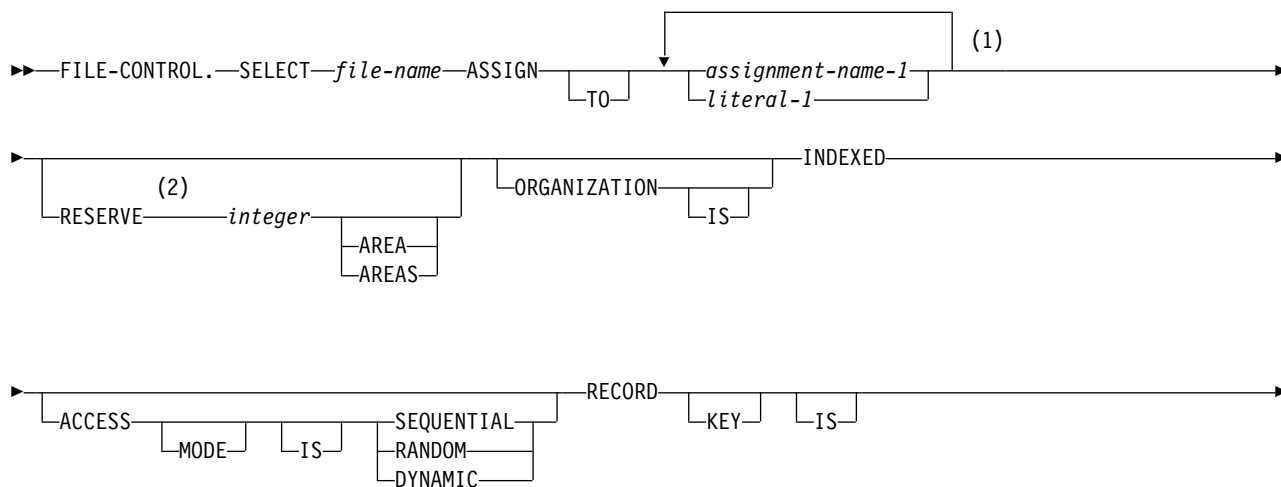 (1)
FILE-CONTROL. SELECT file-name ASSIGN assignment-name-1
TO literal-1
INDEXED
(2) ORGANIZATION
RESERVE integer IS
AREA
AREAS
RECORD
ACCESS SEQUENTIAL KEY IS
MODE IS RANDOM
DYNAMIC